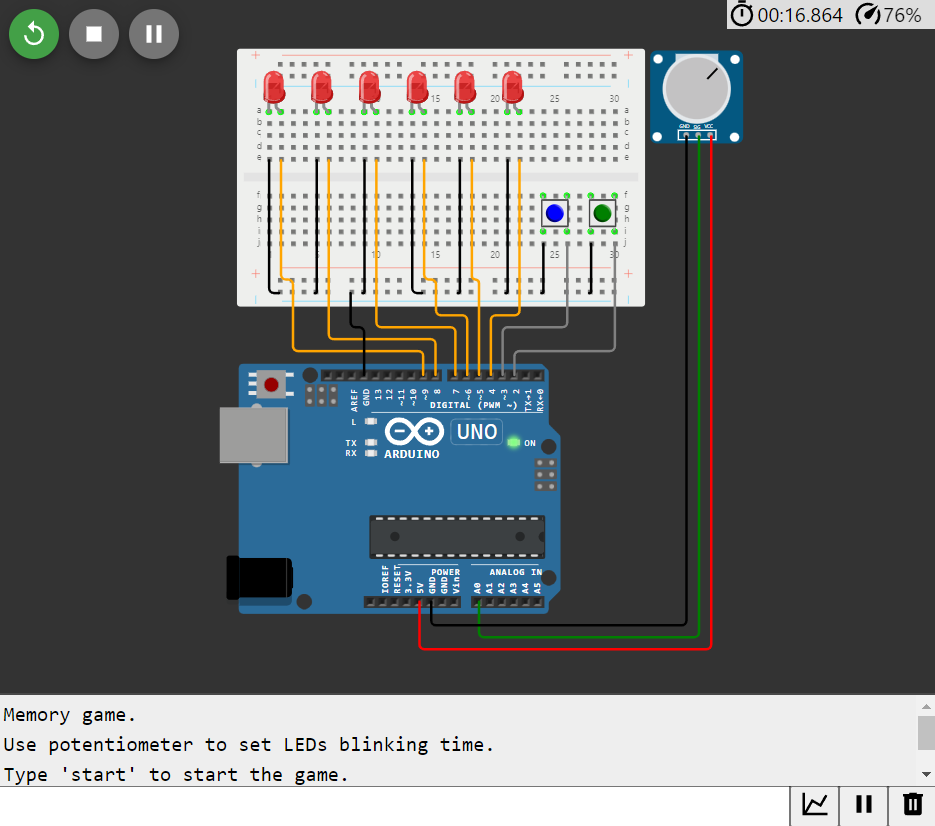 00:16.864 76%
15 20 25 30
a a
b b
c c
d d
e e
f f
g g
h h
i i
j j
5 10 15 20 25 30
GND SIG VCC
AREF
GND
13
12
~11
~10
~9
8
7
~6
~5
4
~3
2
TX→1
RX←0
DIGITAL (PWM ~)
L
TX
RX
UNO
ARDUINO
ON
POWER
ANALOG IN
IOREF
RESET
3.3V
5V
GND
GND
Vin
A0
A1
A2
A3
A4
A5
Memory game.
Use potentiometer to set LEDs blinking time.
Type 'start' to start the game.